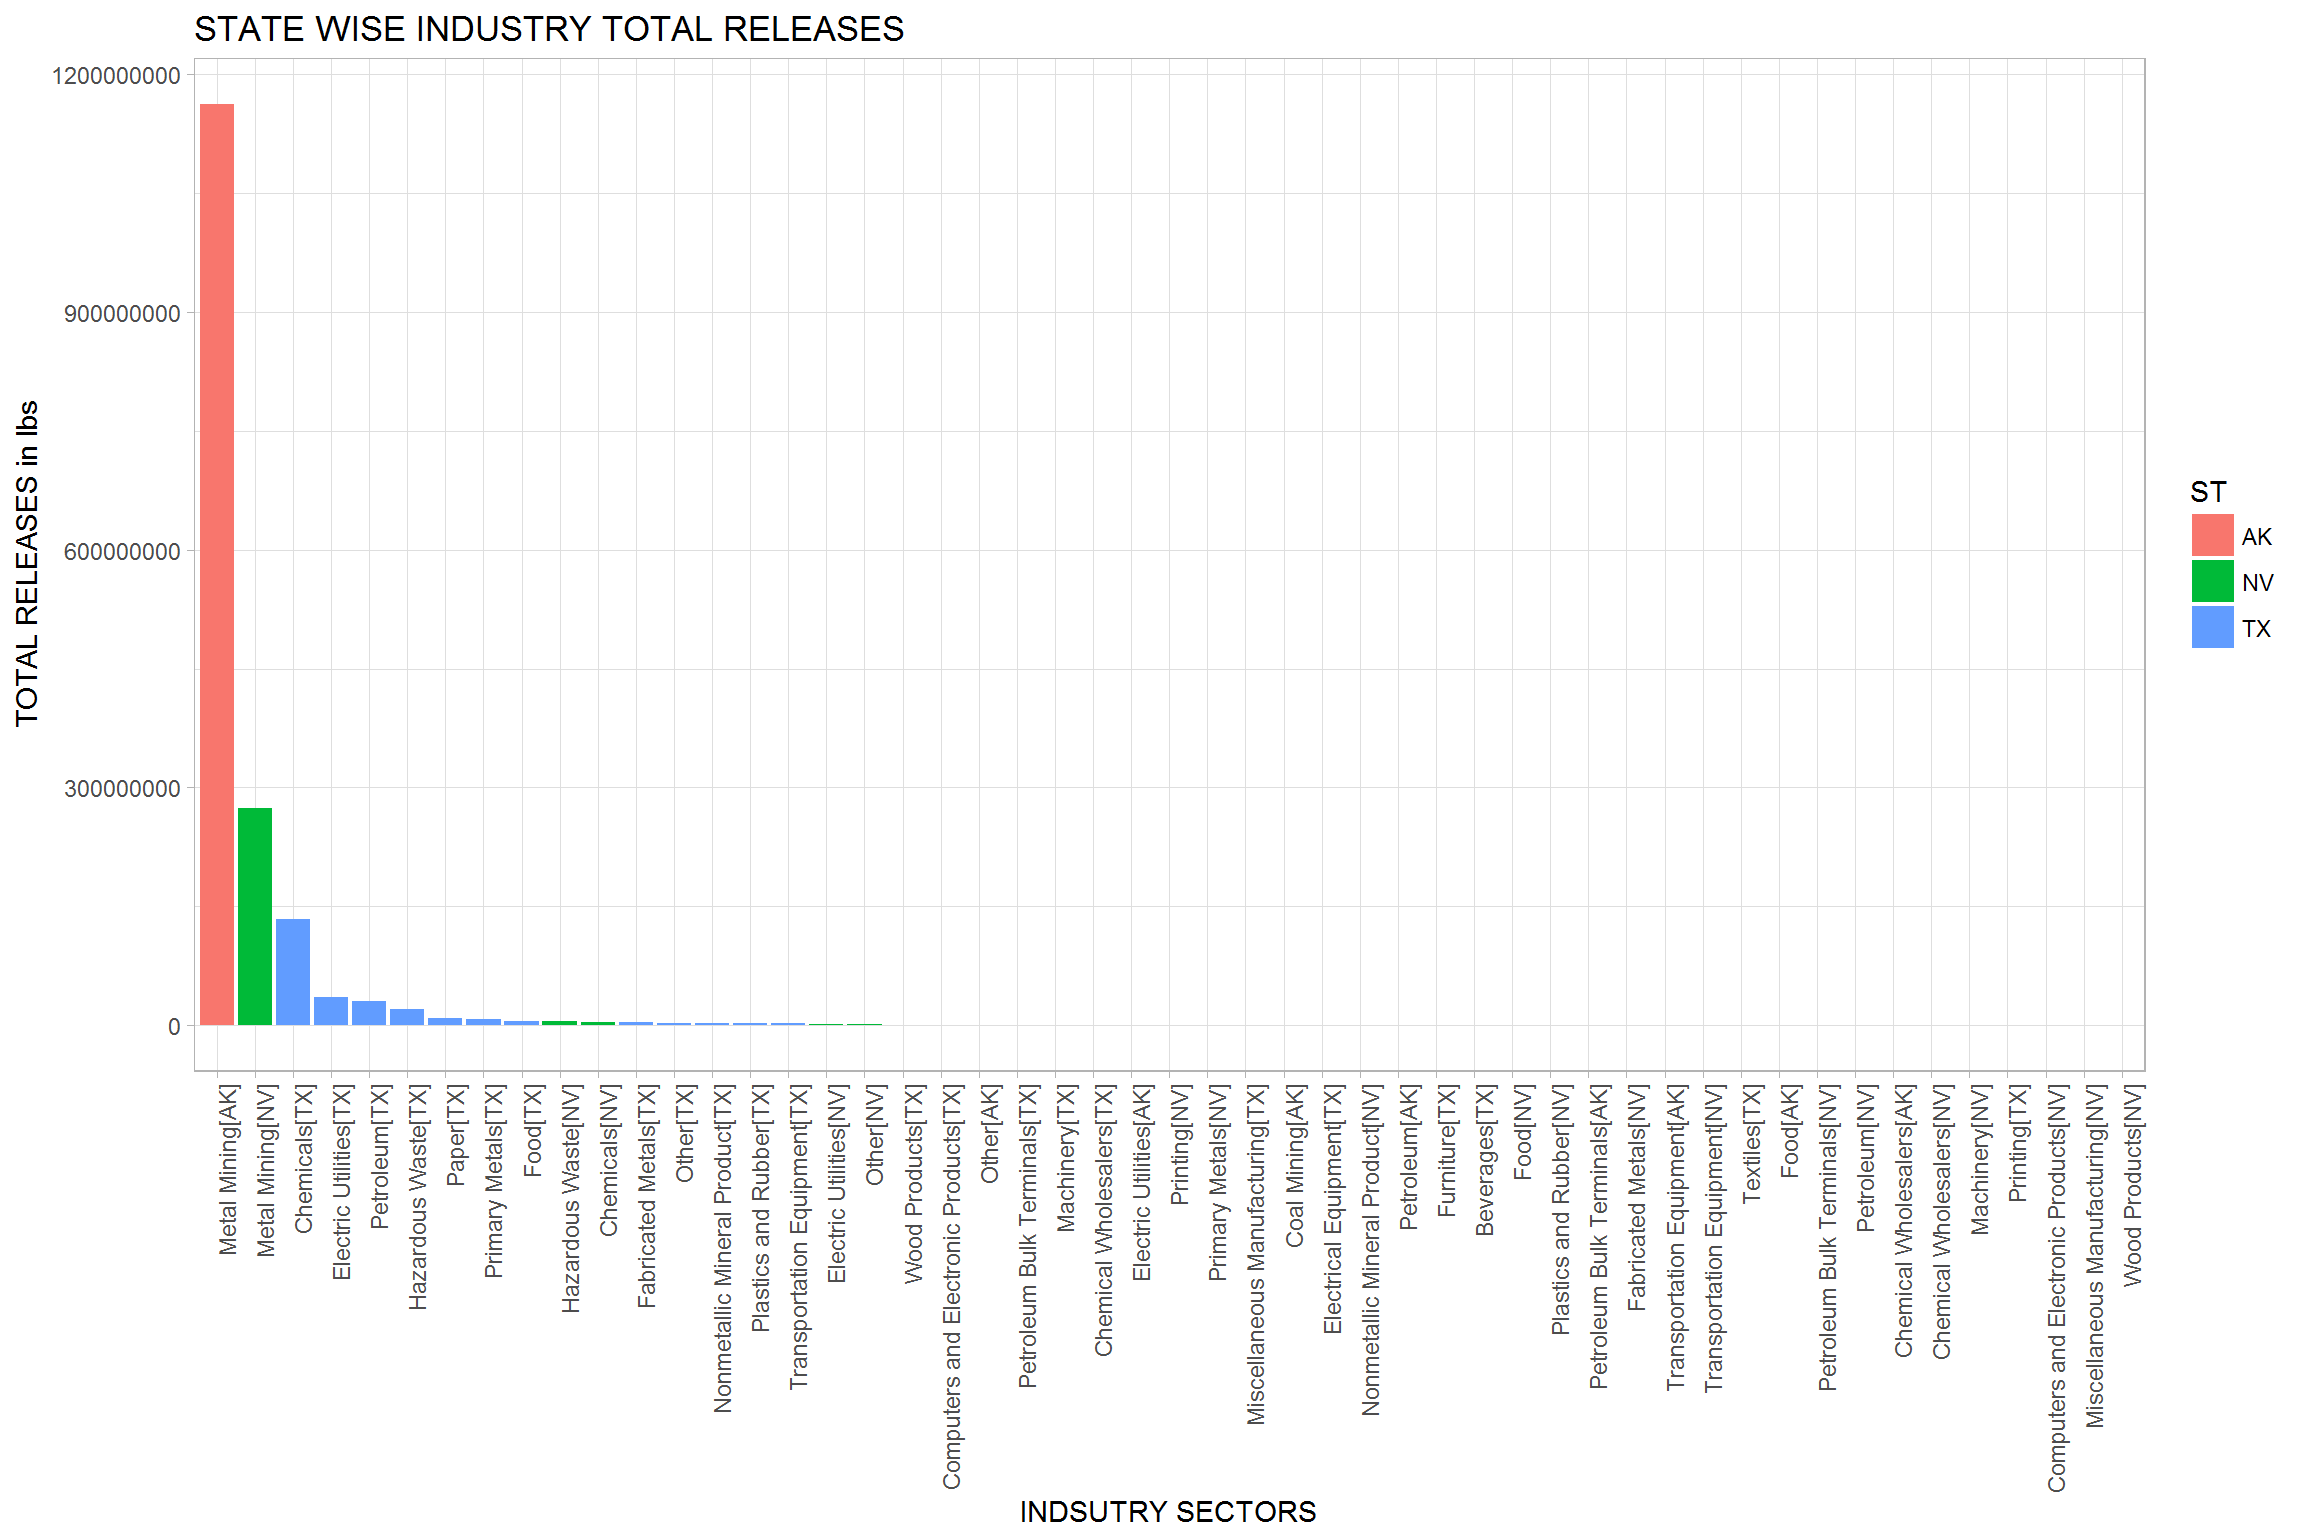 STATE WISE INDUSTRY TOTAL RELEASES
TOTAL RELEASES in lbs
1200000000
900000000
600000000
300000000
0
Metal Mining[AK]
Metal Mining[NV]
Chemicals[TX]
Electric Utilities[TX]
Petroleum[TX]
Hazardous Waste[TX]
Paper[TX]
Primary Metals[TX]
Food[TX]
Hazardous Waste[NV]
Chemicals[NV]
Fabricated Metals[TX]
Other[TX]
Nonmetallic Mineral Product[TX]
Plastics and Rubber[TX]
Transportation Equipment[TX]
Electric Utilities[NV]
Other[NV]
Wood Products[TX]
Computers and Electronic Products[TX]
Other[AK]
Petroleum Bulk Terminals[TX]
Machinery[TX]
Chemical Wholesalers[TX]
Electric Utilities[AK]
Printing[NV]
Primary Metals[NV]
Miscellaneous Manufacturing[TX]
Coal Mining[AK]
Electrical Equipment[TX]
Nonmetallic Mineral Product[NV]
Petroleum[AK]
Furniture[TX]
Beverages[TX]
Food[NV]
Plastics and Rubber[NV]
Petroleum Bulk Terminals[AK]
Fabricated Metals[NV]
Transportation Equipment[AK]
Transportation Equipment[NV]
Textiles[TX]
Food[AK]
Petroleum Bulk Terminals[NV]
Petroleum[NV]
Chemical Wholesalers[AK]
Chemical Wholesalers[NV]
Machinery[NV]
Printing[TX]
Computers and Electronic Products[NV]
Miscellaneous Manufacturing[NV]
Wood Products[NV]
INDSUTRY SECTORS
ST
AK
NV
TX